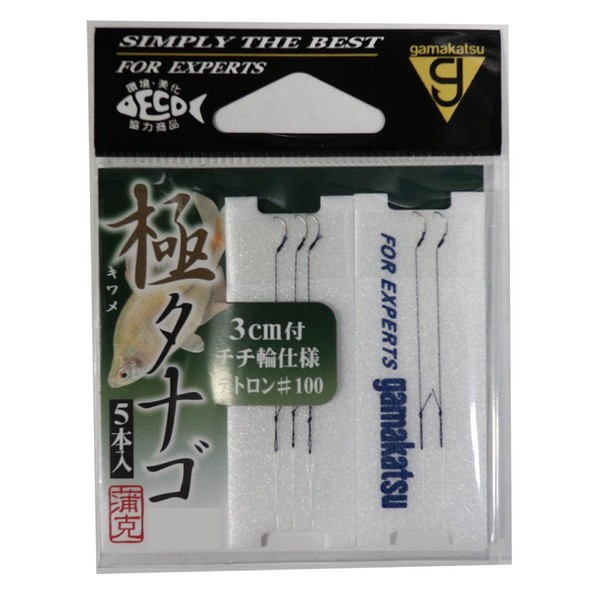 SIMPLY THE BEST
FOR EXPERTS
環境・美化
DECO
協力商品
gamakatsu
極タナゴ
キワメ
5本入
蒲克
3cm付
チチ輪仕様
テトロン♯100
FOR EXPERTS
gamakatsu